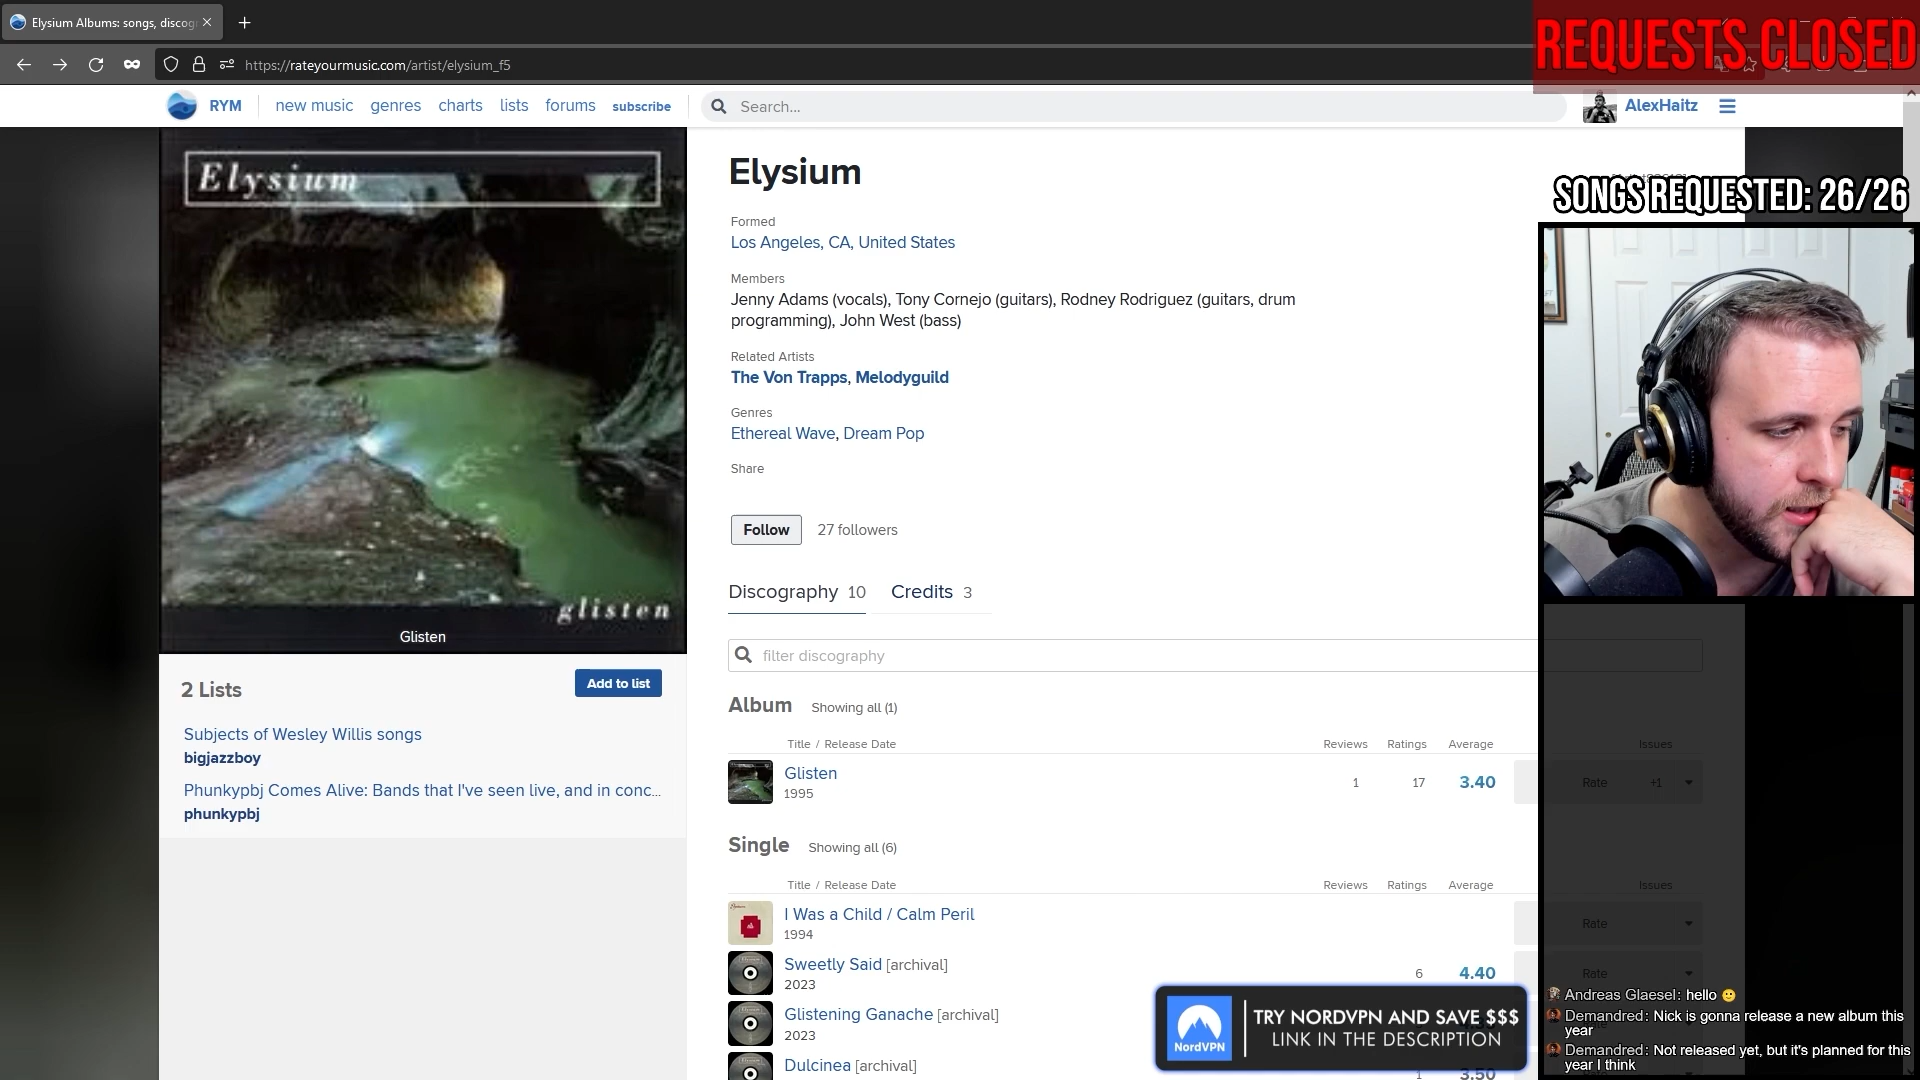 Elysium Albums: songs, discogr
REQUESTS CLOSED
https://rateyourmusic.com/artist/elysium_f5
RYM
new music
genres
charts
lists
forums
subscribe
Search...
AlexHaitz
Elysium
glisten
Glisten
2 Lists
Add to list
Subjects of Wesley Willis songs
bigjazzboy
Phunkypbj Comes Alive: Bands that I've seen live, and in conc...
phunkypbj
Elysium
Formed
Los Angeles, CA, United States
Members
Jenny Adams (vocals), Tony Cornejo (guitars), Rodney Rodriguez (guitars, drum
programming), John West (bass)
Related Artists
The Von Trapps, Melodyguild
Genres
Ethereal Wave, Dream Pop
Share
Follow
27 followers
Discography 10
Credits 3
filter discography
Album Showing all (1)
Title / Release Date Reviews Ratings Average Issues
Glisten 1 17 3.40 Rate +1
1995
Single Showing all (6)
Title / Release Date Reviews Ratings Average Issues
I Was a Child / Calm Peril Rate
1994
Sweetly Said [archival] 6 4.40 Rate
2023
Glistening Ganache [archival]
2023
Dulcinea [archival] 1 3.50
SONGS REQUESTED: 26/26
NordVPN
TRY NORDVPN AND SAVE $$$
LINK IN THE DESCRIPTION
Andreas Glaesel: hello 🙂
Demandred: Nick is gonna release a new album this
year
Demandred: Not released yet, but it's planned for this
year I think